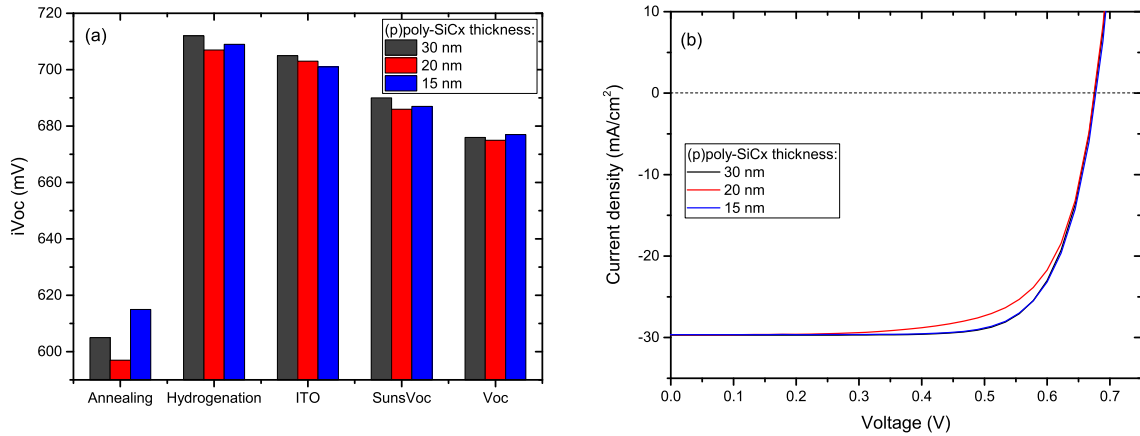 (a)
(p)poly-SiCx thickness:
30 nm
20 nm
15 nm
iVoc (mV)
720
700
680
660
640
620
600
Annealing Hydrogenation ITO SunsVoc Voc
(b)
(p)poly-SiCx thickness:
30 nm
20 nm
15 nm
Current density (mA/cm²)
10
0
-10
-20
-30
0.0 0.1 0.2 0.3 0.4 0.5 0.6 0.7
Voltage (V)